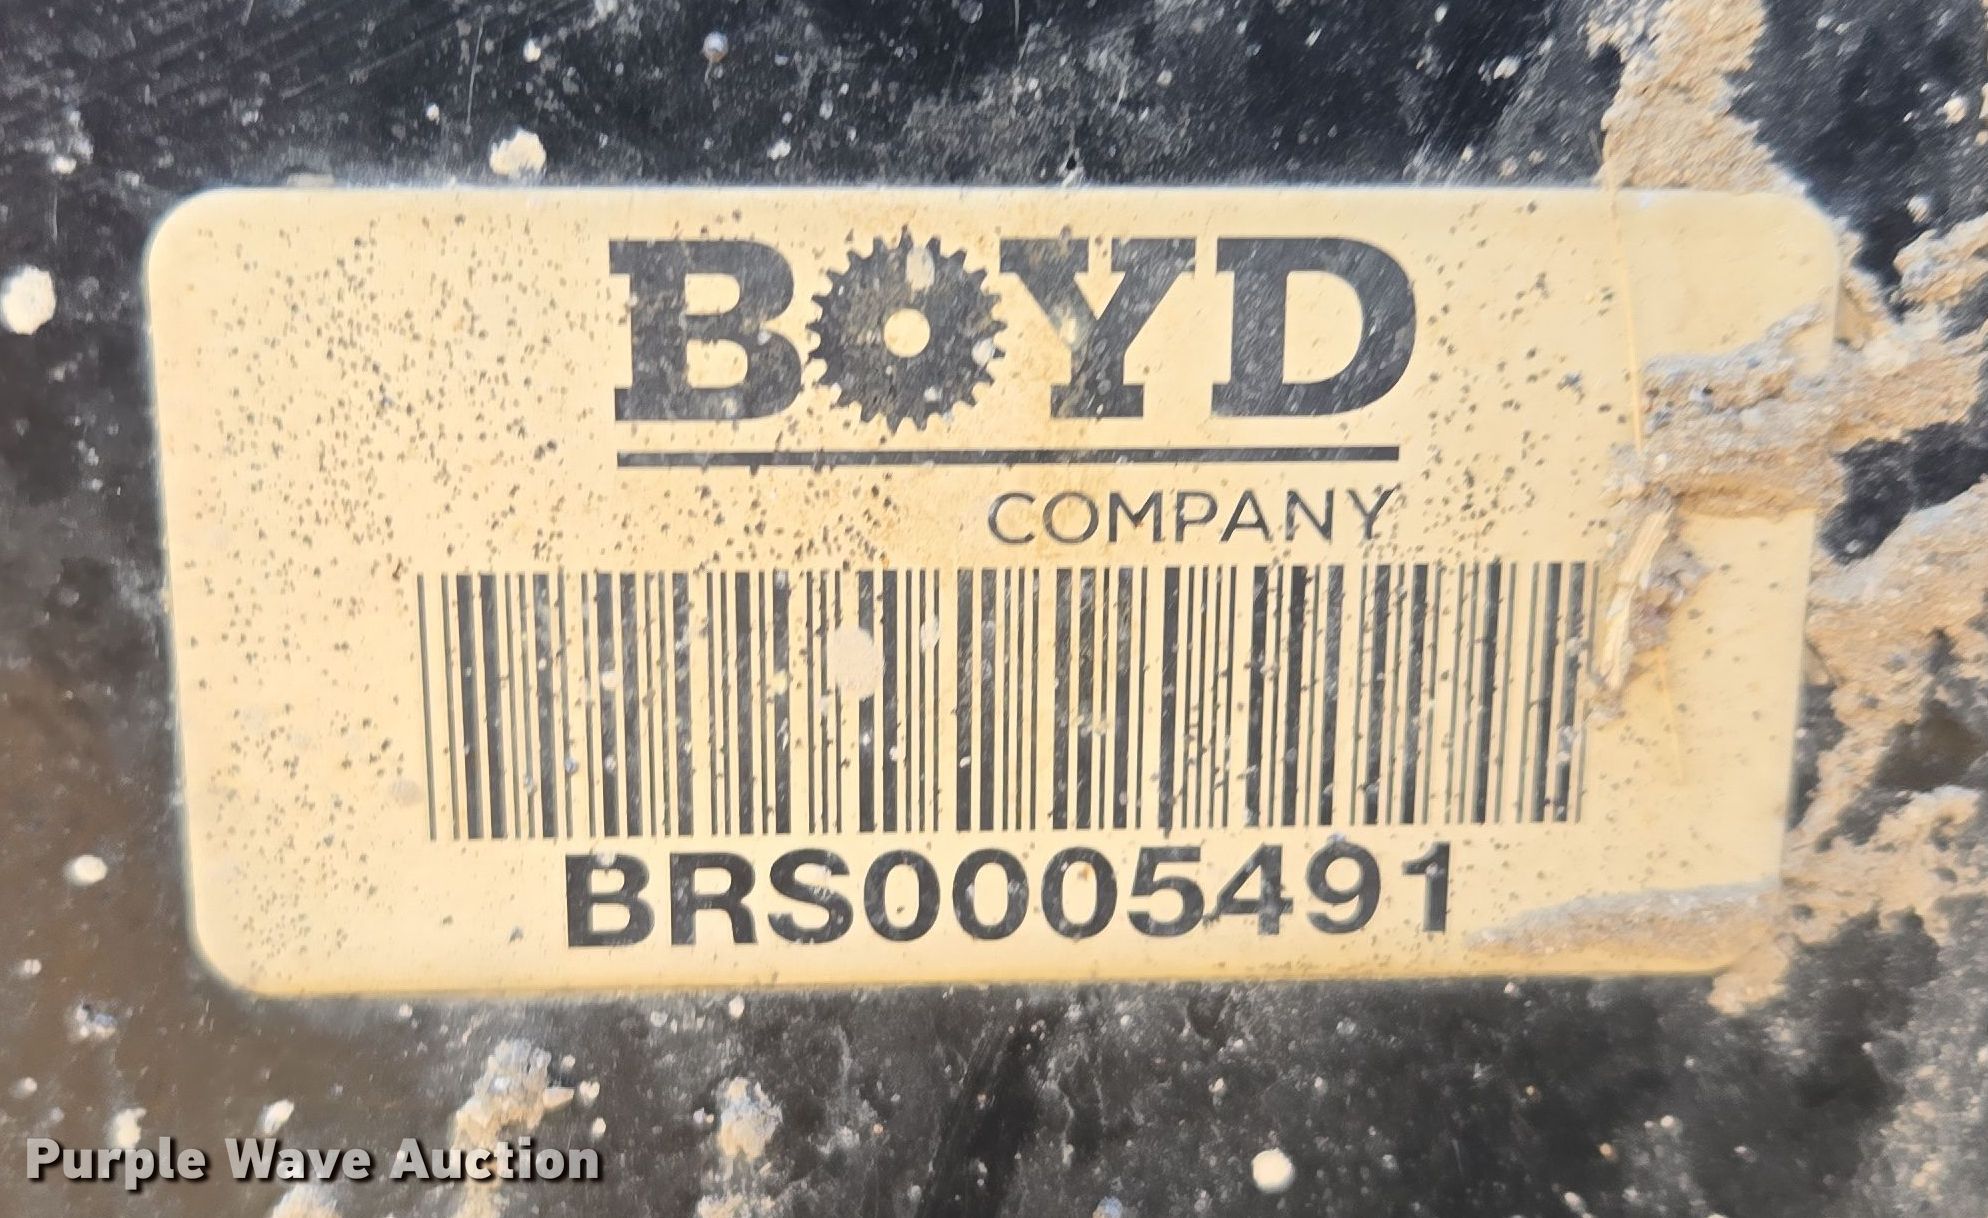 BOYD
COMPANY
BRS0005491
Purple Wave Auction